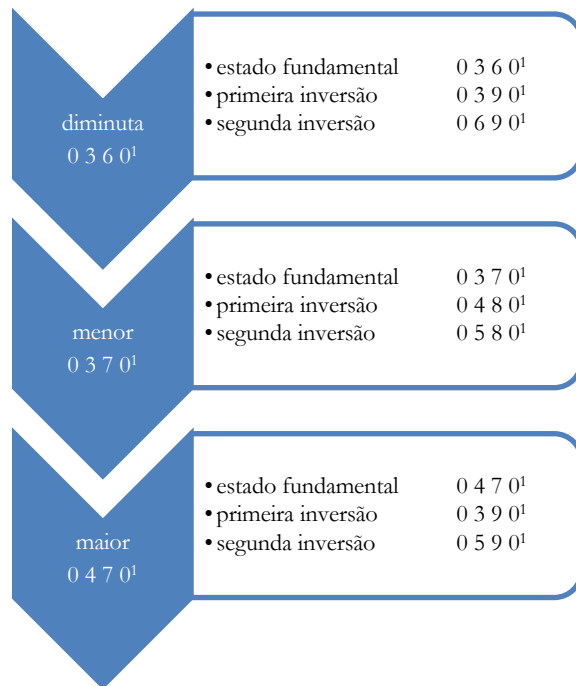 diminuta
0 3 6 0¹
• estado fundamental 0 3 6 0¹
• primeira inversão 0 3 9 0¹
• segunda inversão 0 6 9 0¹
menor
0 3 7 0¹
• estado fundamental 0 3 7 0¹
• primeira inversão 0 4 8 0¹
• segunda inversão 0 5 8 0¹
maior
0 4 7 0¹
• estado fundamental 0 4 7 0¹
• primeira inversão 0 3 9 0¹
• segunda inversão 0 5 9 0¹